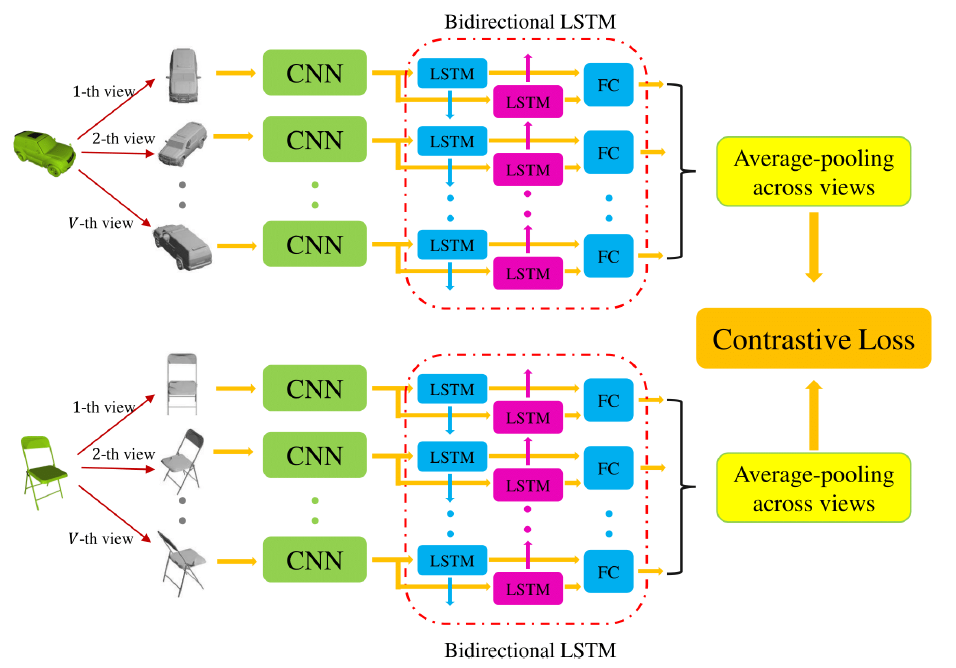 Bidirectional LSTM
1-th view
CNN
LSTM
LSTM
FC
2-th view
CNN
LSTM
LSTM
FC
V-th view
CNN
LSTM
LSTM
FC
Average-pooling
across views
Contrastive Loss
1-th view
CNN
LSTM
LSTM
FC
2-th view
CNN
LSTM
LSTM
FC
V-th view
CNN
LSTM
LSTM
FC
Average-pooling
across views
Bidirectional LSTM